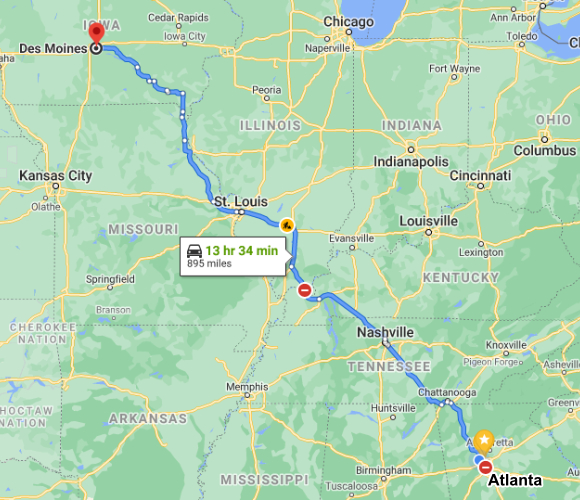 IOWA
Cedar Rapids
Iowa City
Des Moines
Chicago
Naperville
Ann Arbor
Toledo
Fort Wayne
Peoria
ILLINOIS
INDIANA
OHIO
Indianapolis
Columbus
Cincinnati
Kansas City
Olathe
St. Louis
MISSOURI
Louisville
Evansville
Lexington
13 hr 34 min
895 miles
Springfield
KENTUCKY
Branson
CHEROKEE
NATION
Nashville
Knoxville
TENNESSEE
Pigeon Forge
Memphis
Chattanooga
Huntsville
ARKANSAS
MISSISSIPPI
Birmingham
Tuscaloosa
Atlanta